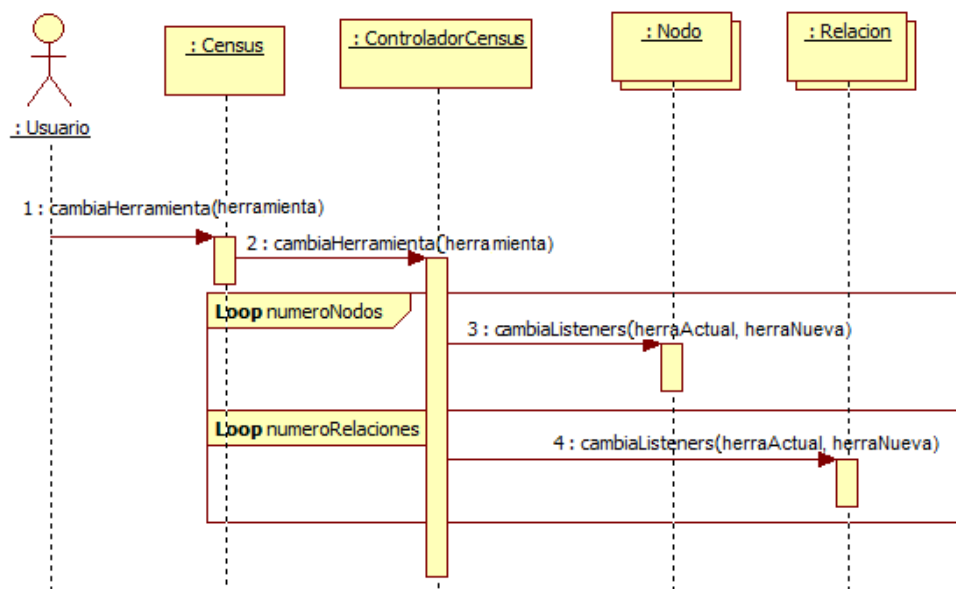 : Census
: ControladorCensus
: Nodo
: Relacion
: Usuario
1 : cambiaHerramienta(herramienta)
2 : cambiaHerramienta(herramienta)
Loop numeroNodos
3 : cambiaListeners(herraActual, herraNueva)
Loop numeroRelaciones
4 : cambiaListeners(herraActual, herraNueva)